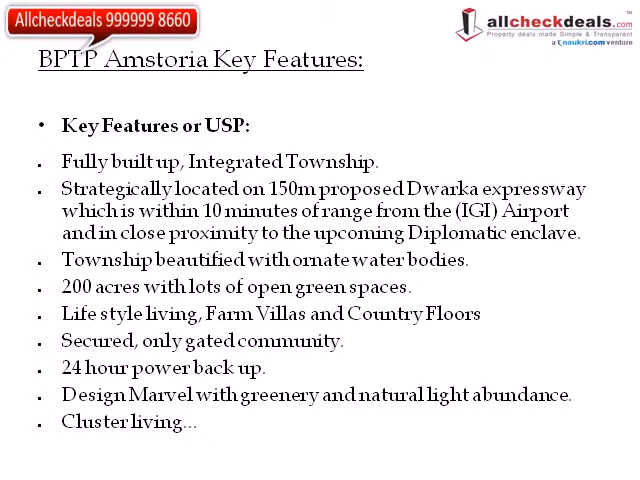 Allcheckdeals 999999 8660
allcheckdeals.com
TM
Property deals made Simple & Transparent
a naukri.com venture
BPTP Amstoria Key Features:
• Key Features or USP:
• Fully built up, Integrated Township.
• Strategically located on 150m proposed Dwarka expressway
which is within 10 minutes of range from the (IGI) Airport
and in close proximity to the upcoming Diplomatic enclave.
• Township beautified with ornate water bodies.
• 200 acres with lots of open green spaces.
• Life style living, Farm Villas and Country Floors
• Secured, only gated community.
• 24 hour power back up.
• Design Marvel with greenery and natural light abundance.
• Cluster living...